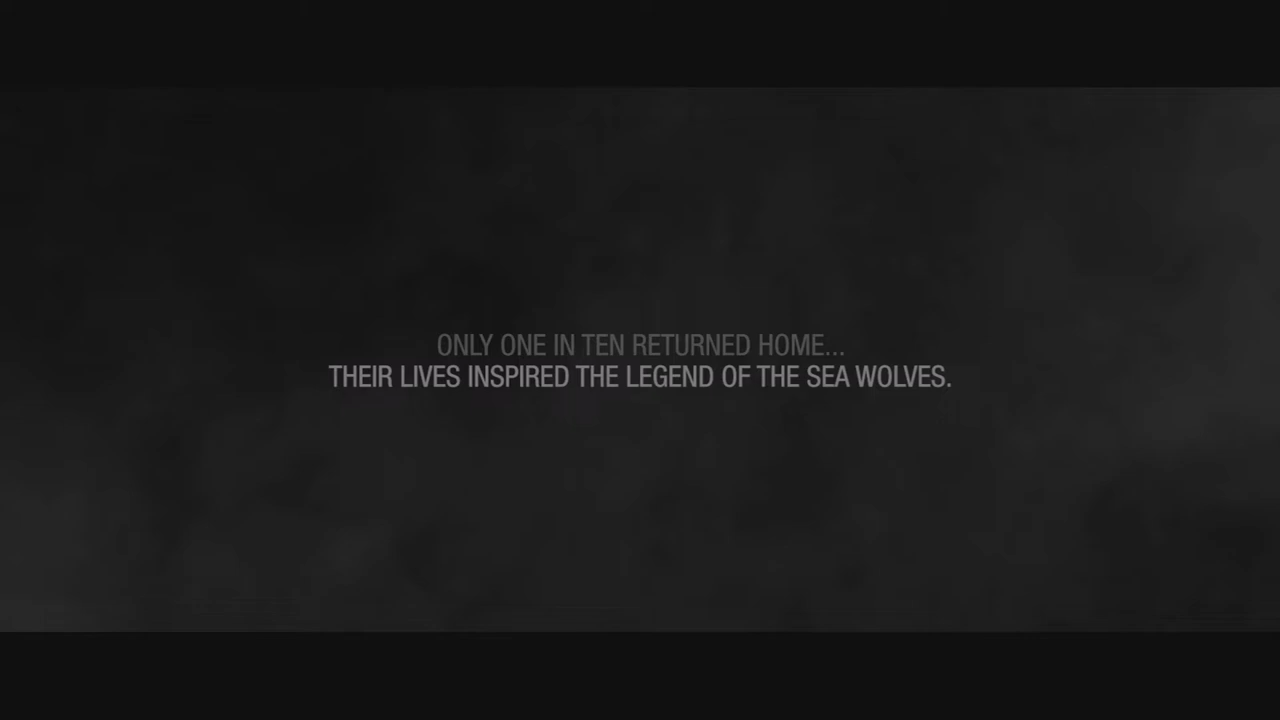 ONLY ONE IN TEN RETURNED HOME...
THEIR LIVES INSPIRED THE LEGEND OF THE SEA WOLVES.